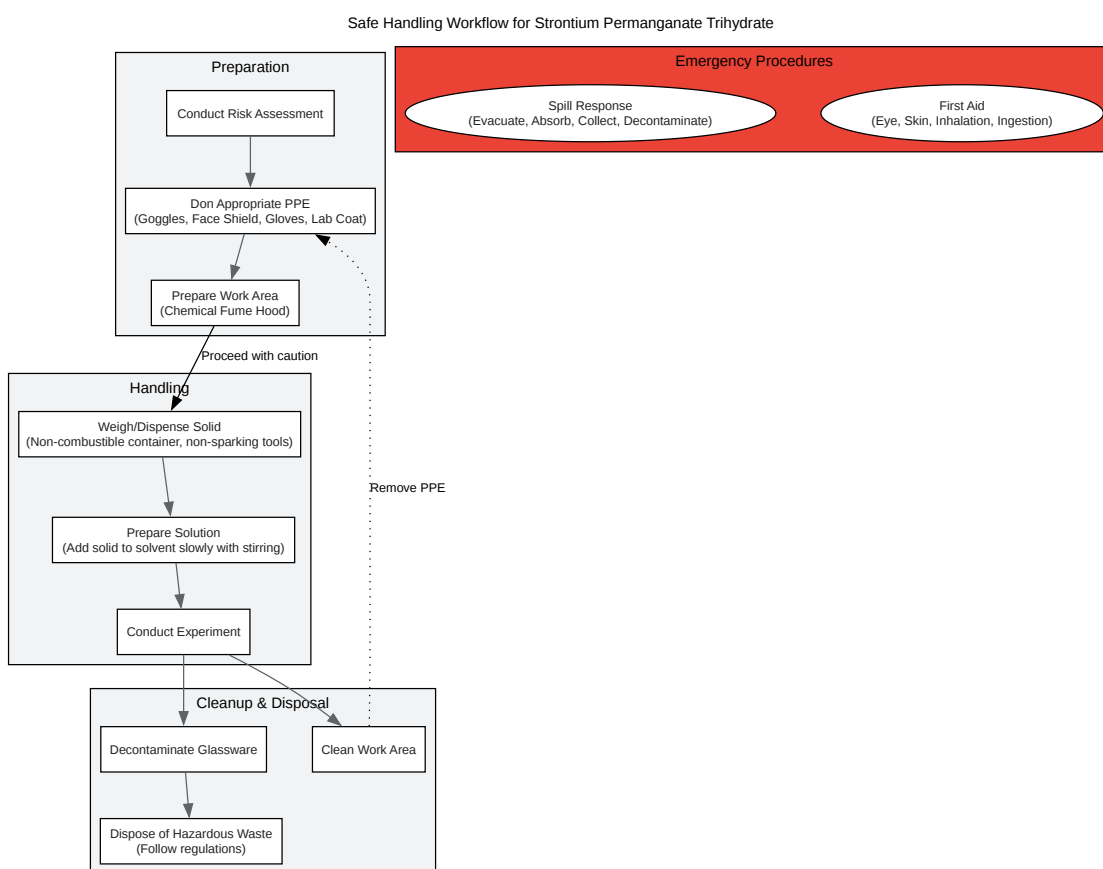 Safe Handling Workflow for Strontium Permanganate Trihydrate
Preparation
Conduct Risk Assessment
Don Appropriate PPE
(Goggles, Face Shield, Gloves, Lab Coat)
Prepare Work Area
(Chemical Fume Hood)
Emergency Procedures
Spill Response
(Evacuate, Absorb, Collect, Decontaminate)
First Aid
(Eye, Skin, Inhalation, Ingestion)
Proceed with caution
Handling
Weigh/Dispense Solid
(Non-combustible container, non-sparking tools)
Prepare Solution
(Add solid to solvent slowly with stirring)
Conduct Experiment
Remove PPE
Cleanup & Disposal
Decontaminate Glassware
Clean Work Area
Dispose of Hazardous Waste
(Follow regulations)